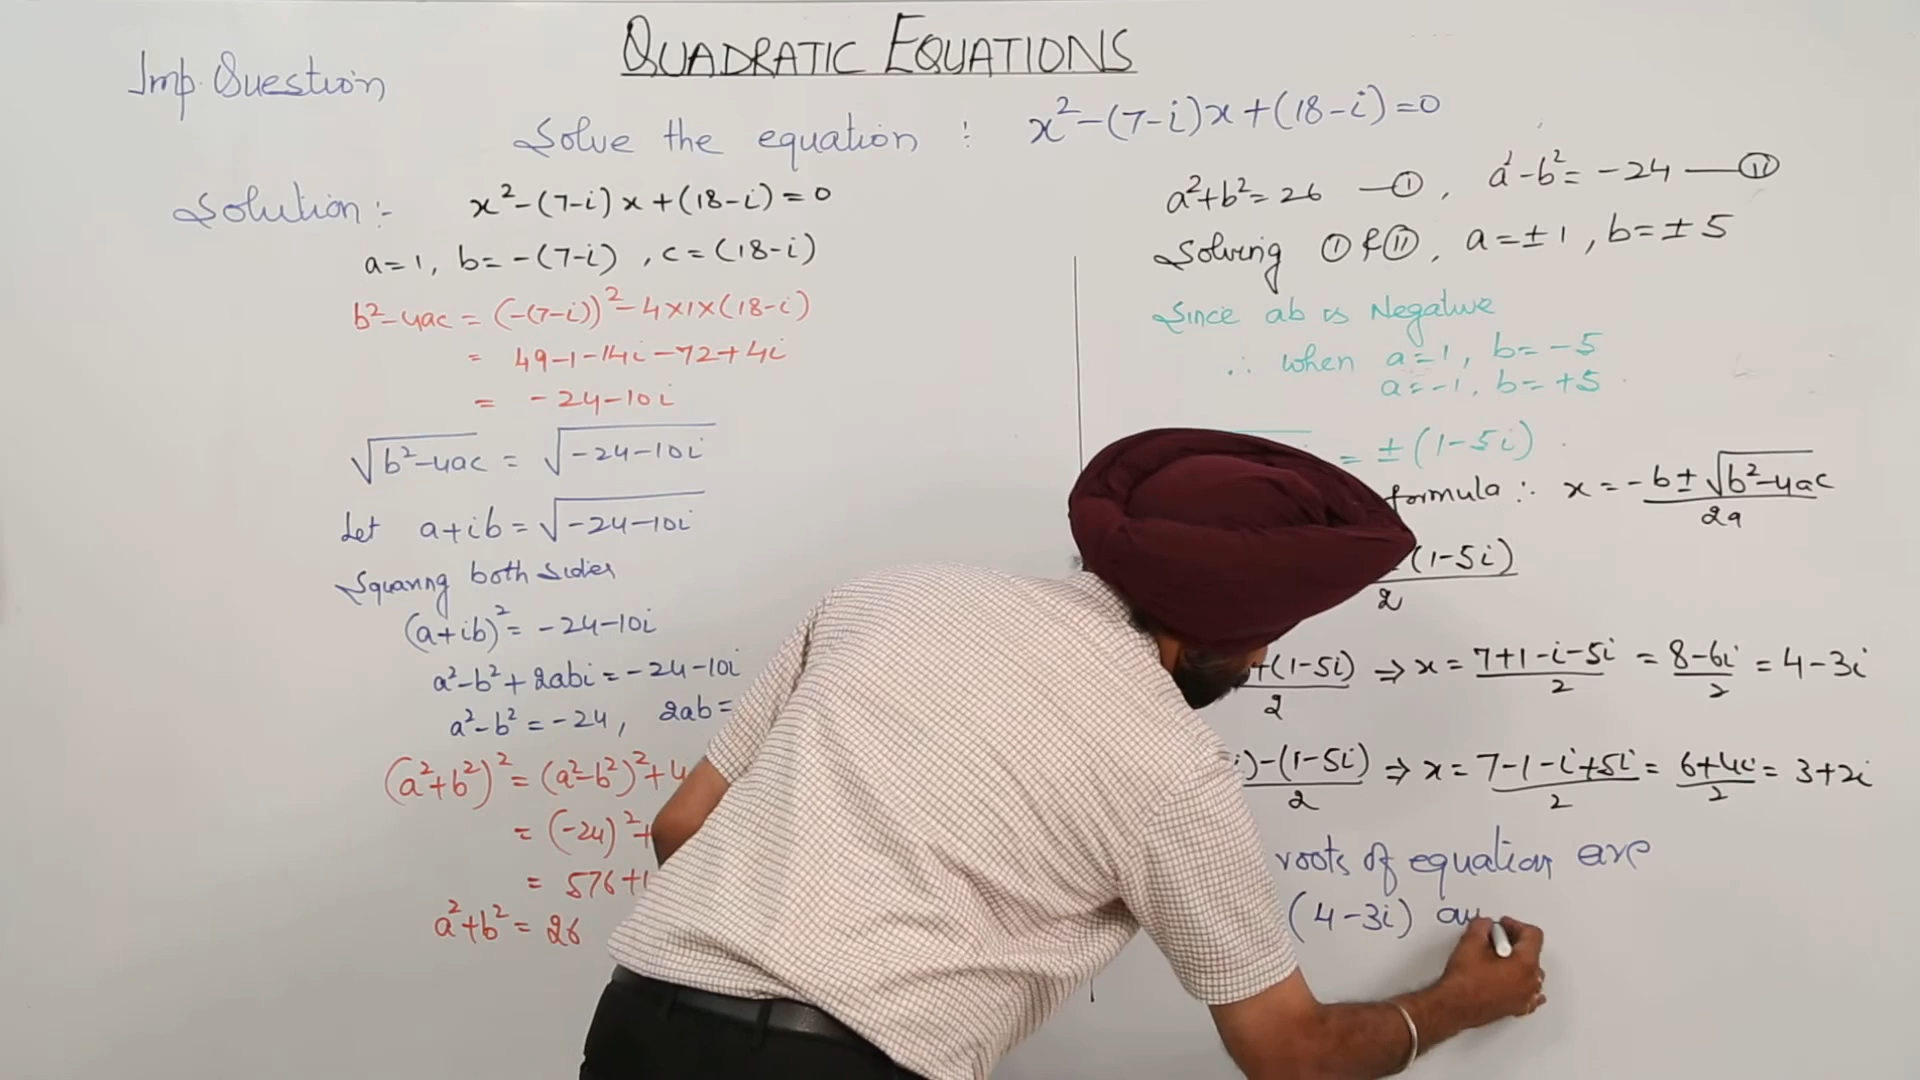 QUADRATIC EQUATIONS
Imp. Question
Solve the equation : x²-(7-i)x+(18-i)=0
Solution:- x²-(7-i)x+(18-i)=0
a=1, b=-(7-i), c=(18-i)
b²-4ac = (-(7-i))²-4×1×(18-i)
= 49-1-14i-72+4i
= -24-10i
√b²-4ac = √-24-10i
Let a+ib=√-24-10i
Squaring both sides
(a+ib)²=-24-10i
a²-b²+2abi=-24-10i
a²-b²=-24, 2ab=
(a²+b²)²=(a²-b²)²+4
= (-24)²+
= 576+1
a²+b²=26
a²+b²=26 —①, a²-b²=-24 —②
Solving ①&②, a=±1, b=±5
Since ab is Negative
∴ when a=1, b=-5
a=-1, b=+5
= ±(1-5i)
formula ∴ x = -b±√b²-4ac/2a
(1-5i)/2
+(1-5i)/2 ⇒ x = 7+1-i-5i/2 = 8-6i/2 = 4-3i
)-(1-5i)/2 ⇒ x = 7-1-i+5i/2 = 6+4i/2 = 3+2i
roots of equation are
(4-3i)